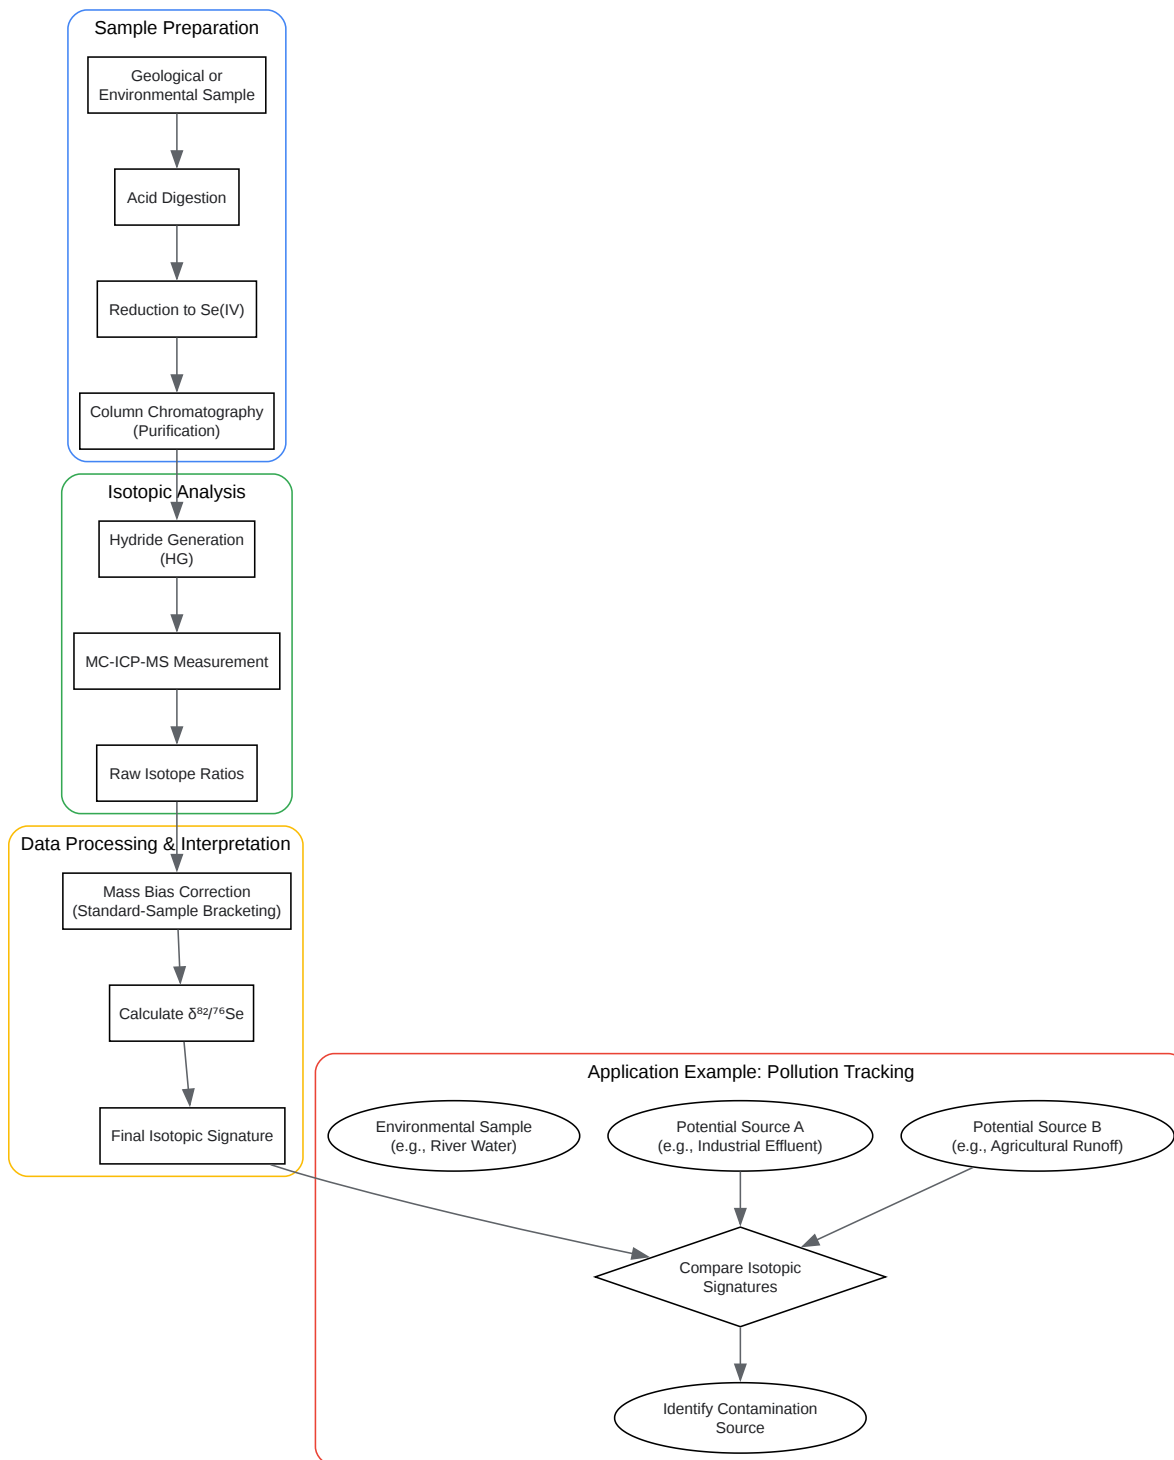 Sample Preparation
Geological or
Environmental Sample
Acid Digestion
Reduction to Se(IV)
Column Chromatography
(Purification)
Isotopic Analysis
Hydride Generation
(HG)
MC-ICP-MS Measurement
Raw Isotope Ratios
Data Processing & Interpretation
Mass Bias Correction
(Standard-Sample Bracketing)
Calculate δ⁸²/⁷⁶Se
Final Isotopic Signature
Application Example: Pollution Tracking
Environmental Sample
(e.g., River Water)
Potential Source A
(e.g., Industrial Effluent)
Potential Source B
(e.g., Agricultural Runoff)
Compare Isotopic
Signatures
Identify Contamination
Source